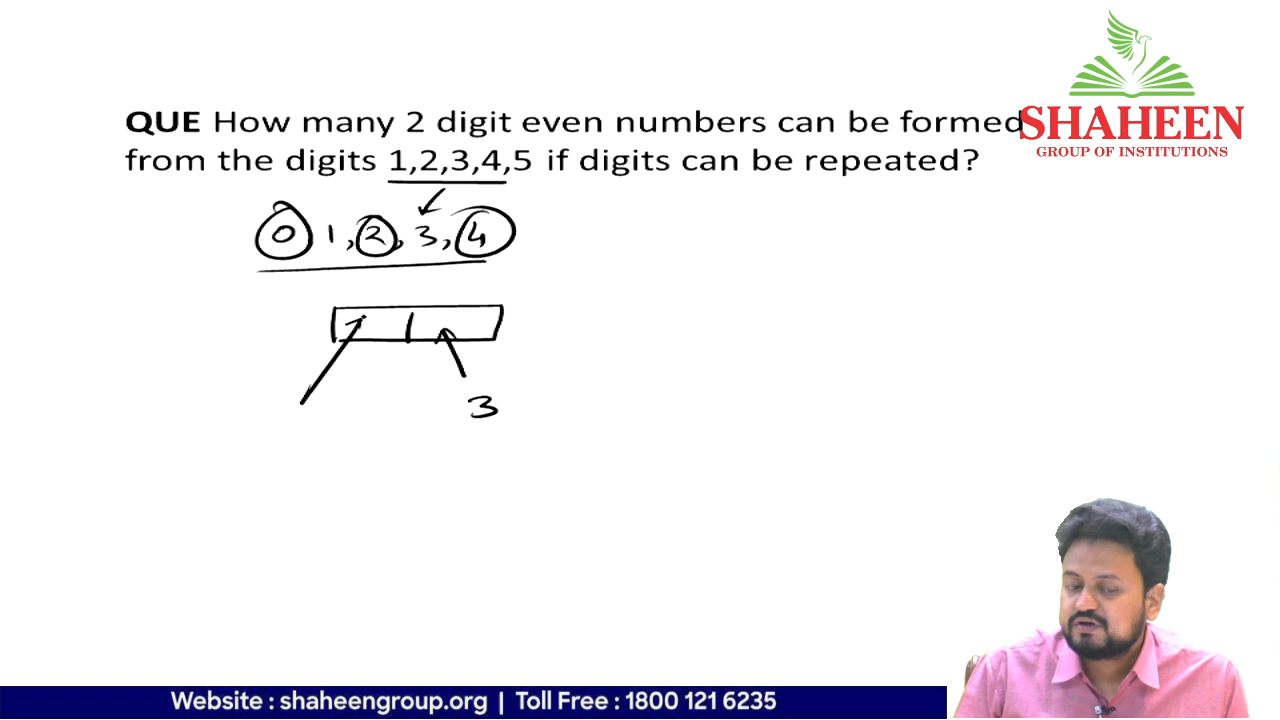 QUE How many 2 digit even numbers can be formed
from the digits 1,2,3,4,5 if digits can be repeated?
0 1, 2, 3, 4
3
SHAHEEN
GROUP OF INSTITUTIONS
Website : shaheengroup.org | Toll Free : 1800 121 6235